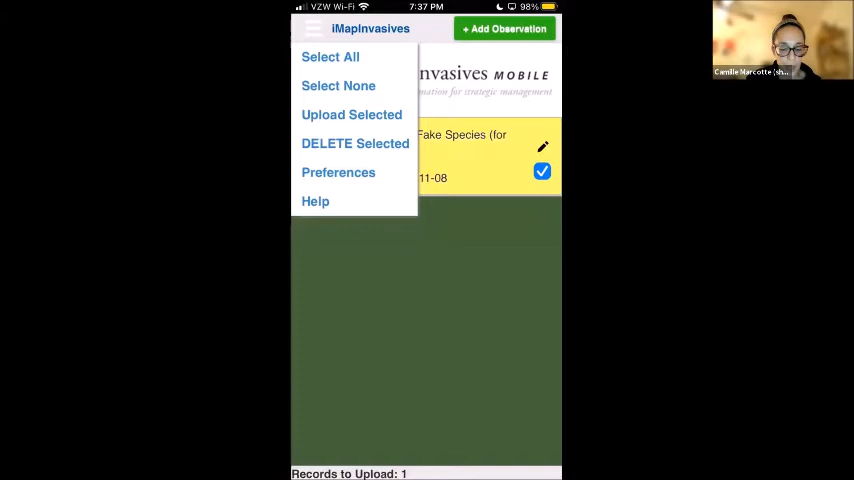 VZW Wi-Fi 7:37 PM 98%
iMapInvasives + Add Observation
Select All
Select None
Upload Selected
DELETE Selected
Preferences
Help
nvasives MOBILE
mation for strategic management
Fake Species (for
11-08
Records to Upload: 1
Camille Marcotte (sh...